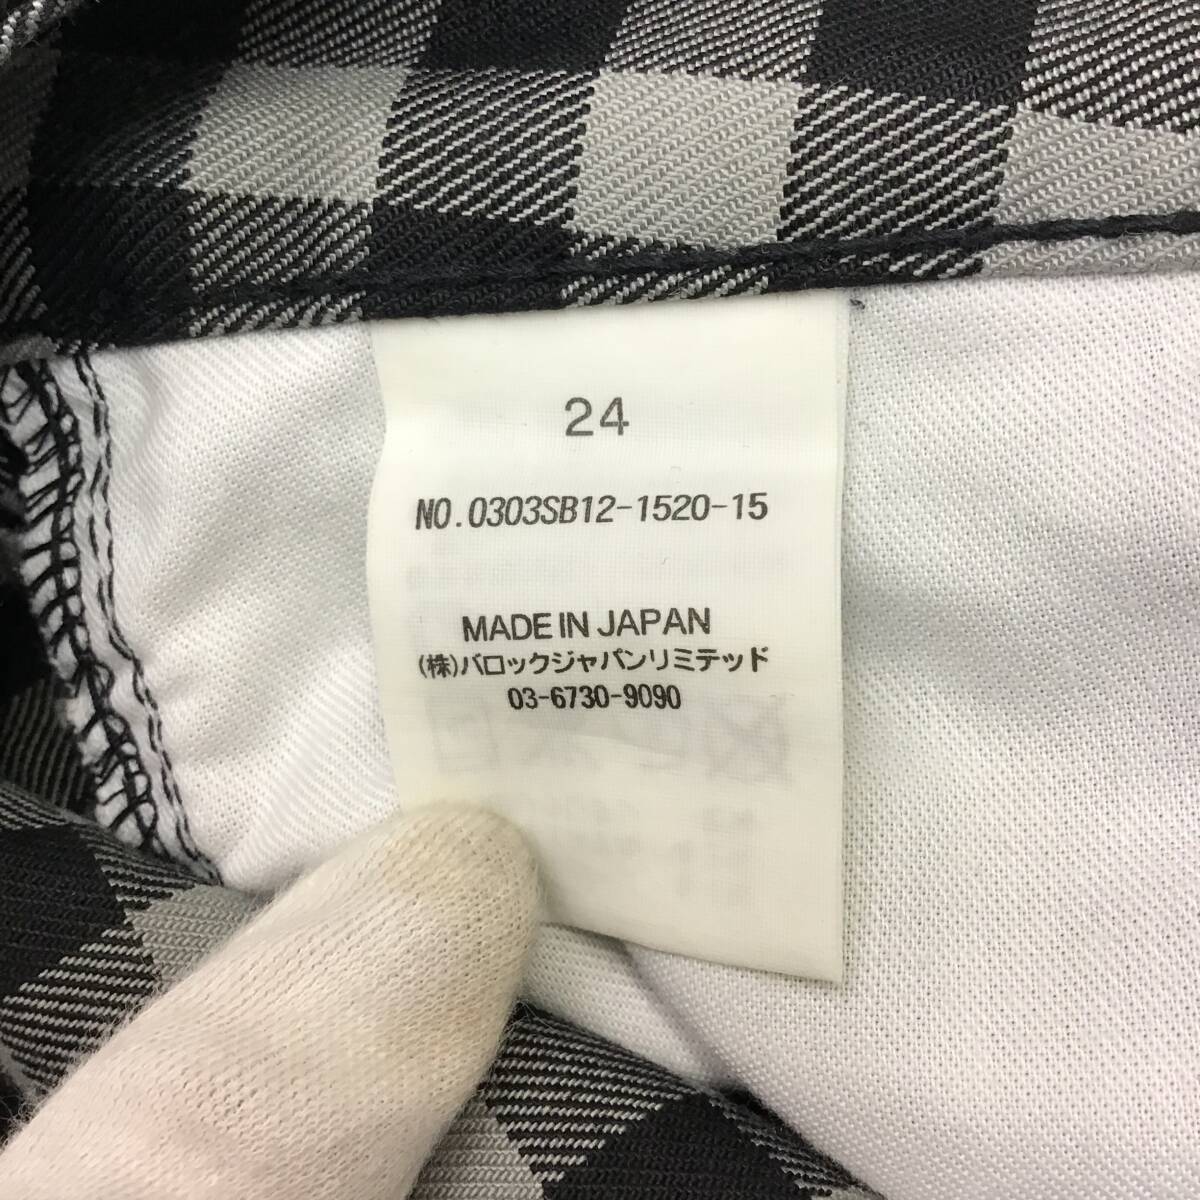 24
NO.0303SB12-1520-15
MADE IN JAPAN
(株)バロックジャパンリミテッド
03-6730-9090